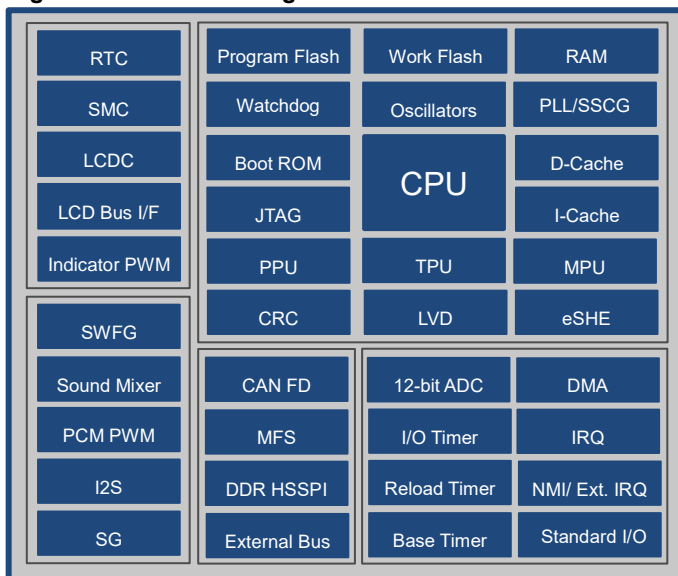 RTC
SMC
LCDC
LCD Bus I/F
Indicator PWM
Program Flash
Work Flash
RAM
Watchdog
Oscillators
PLL/SSCG
Boot ROM
CPU
D-Cache
JTAG
I-Cache
PPU
TPU
MPU
CRC
LVD
eSHE
SWFG
Sound Mixer
PCM PWM
I2S
SG
CAN FD
MFS
DDR HSSPI
External Bus
12-bit ADC
DMA
I/O Timer
IRQ
Reload Timer
NMI/ Ext. IRQ
Base Timer
Standard I/O